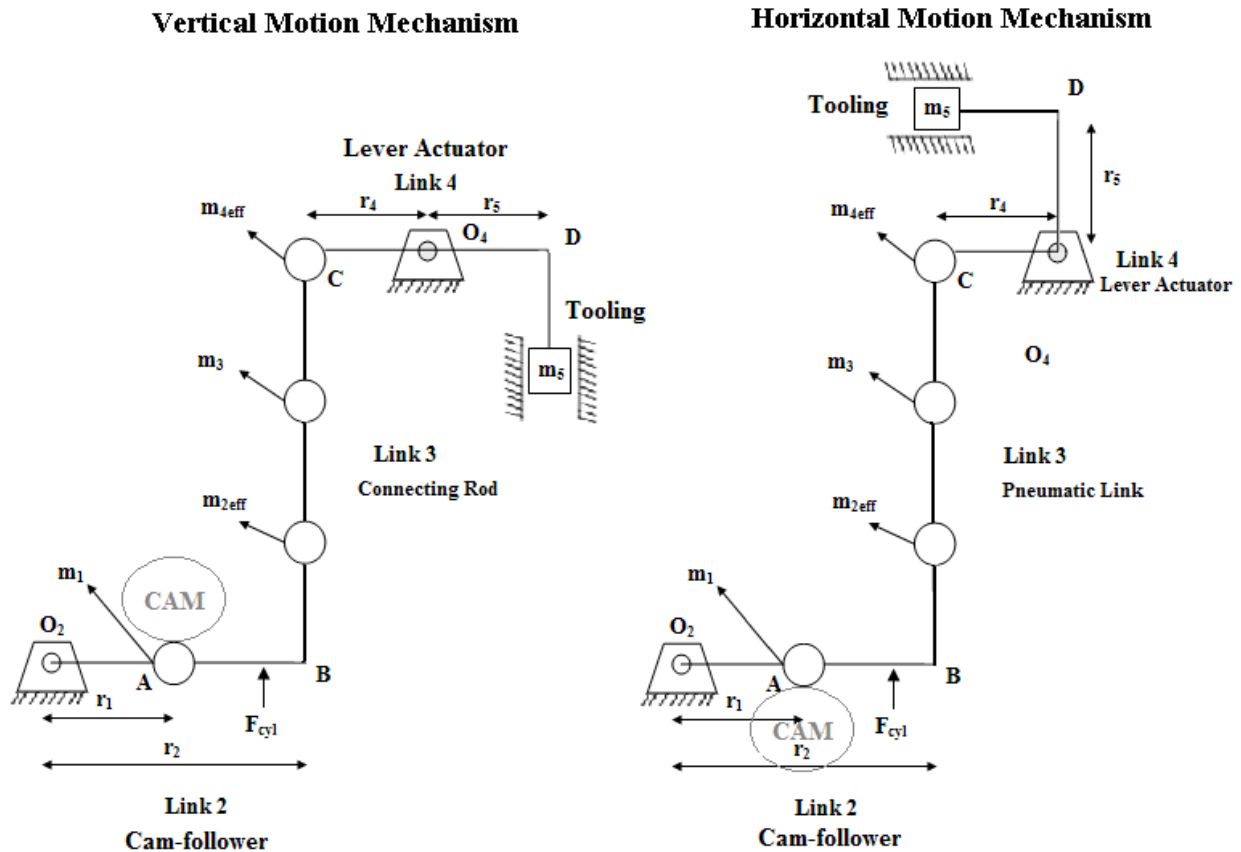 Vertical Motion Mechanism
Lever Actuator
Link 4
r₄
r₅
m₄eff
O₄
D
C
Tooling
m₅
m₃
Link 3
Connecting Rod
m₂eff
m₁
CAM
O₂
A
B
r₁
F_cyl
r₂
Link 2
Cam-follower
Horizontal Motion Mechanism
D
Tooling
m₅
r₅
r₄
m₄eff
C
Link 4
Lever Actuator
O₄
m₃
Link 3
Pneumatic Link
m₂eff
m₁
O₂
A
B
r₁
CAM
F_cyl
r₂
Link 2
Cam-follower